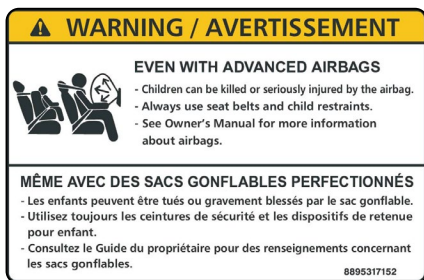 WARNING / AVERTISSEMENT
EVEN WITH ADVANCED AIRBAGS
- Children can be killed or seriously injured by the airbag.
- Always use seat belts and child restraints.
- See Owner's Manual for more information
about airbags.
MÊME AVEC DES SACS GONFLABLES PERFECTIONNÉS
- Les enfants peuvent être tués ou gravement blessés par le sac gonflable.
- Utilisez toujours les ceintures de sécurité et les dispositifs de retenue
pour enfant.
- Consultez le Guide du propriétaire pour des renseignements concernant
les sacs gonflables.
8895317152